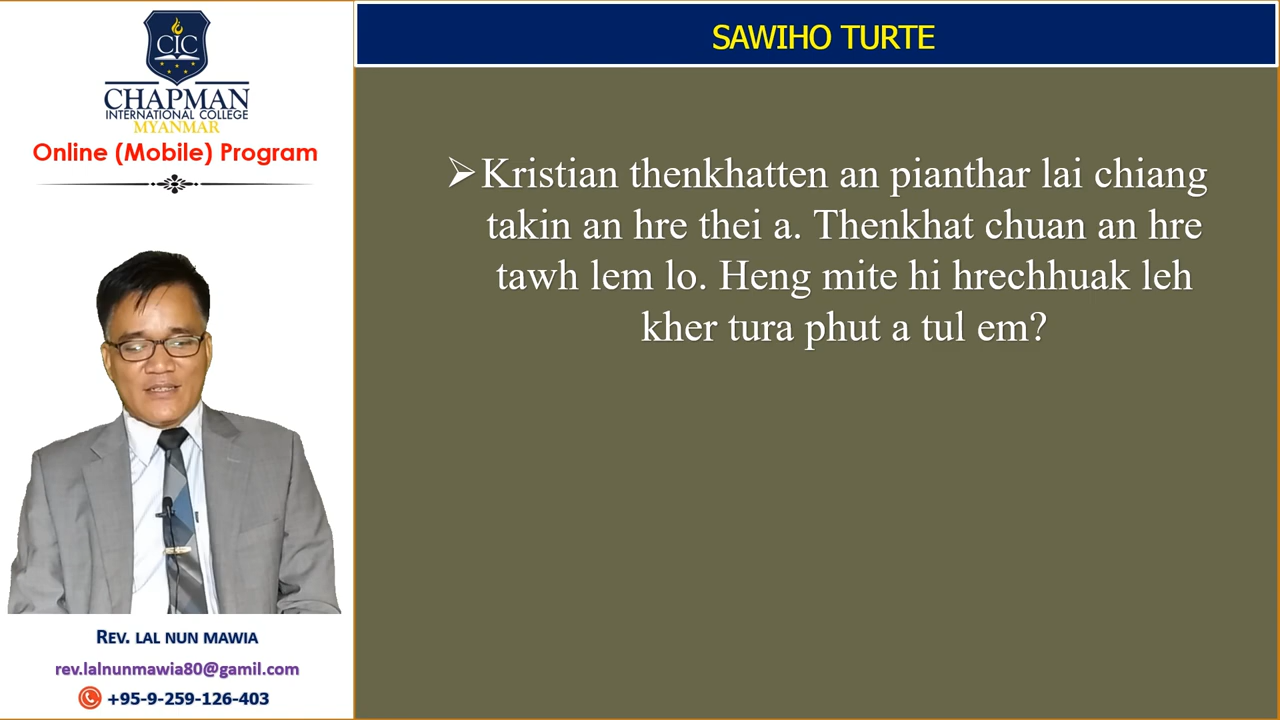 CIC
CHAPMAN
INTERNATIONAL COLLEGE
MYANMAR
Online (Mobile) Program
REV. LAL NUN MAWIA
rev.lalnunmawia80@gamil.com
+95-9-259-126-403
SAWIHO TURTE
➢Kristian thenkhatten an pianthar lai chiang
takin an hre thei a. Thenkhat chuan an hre
tawh lem lo. Heng mite hi hrechhuak leh
kher tura phut a tul em?